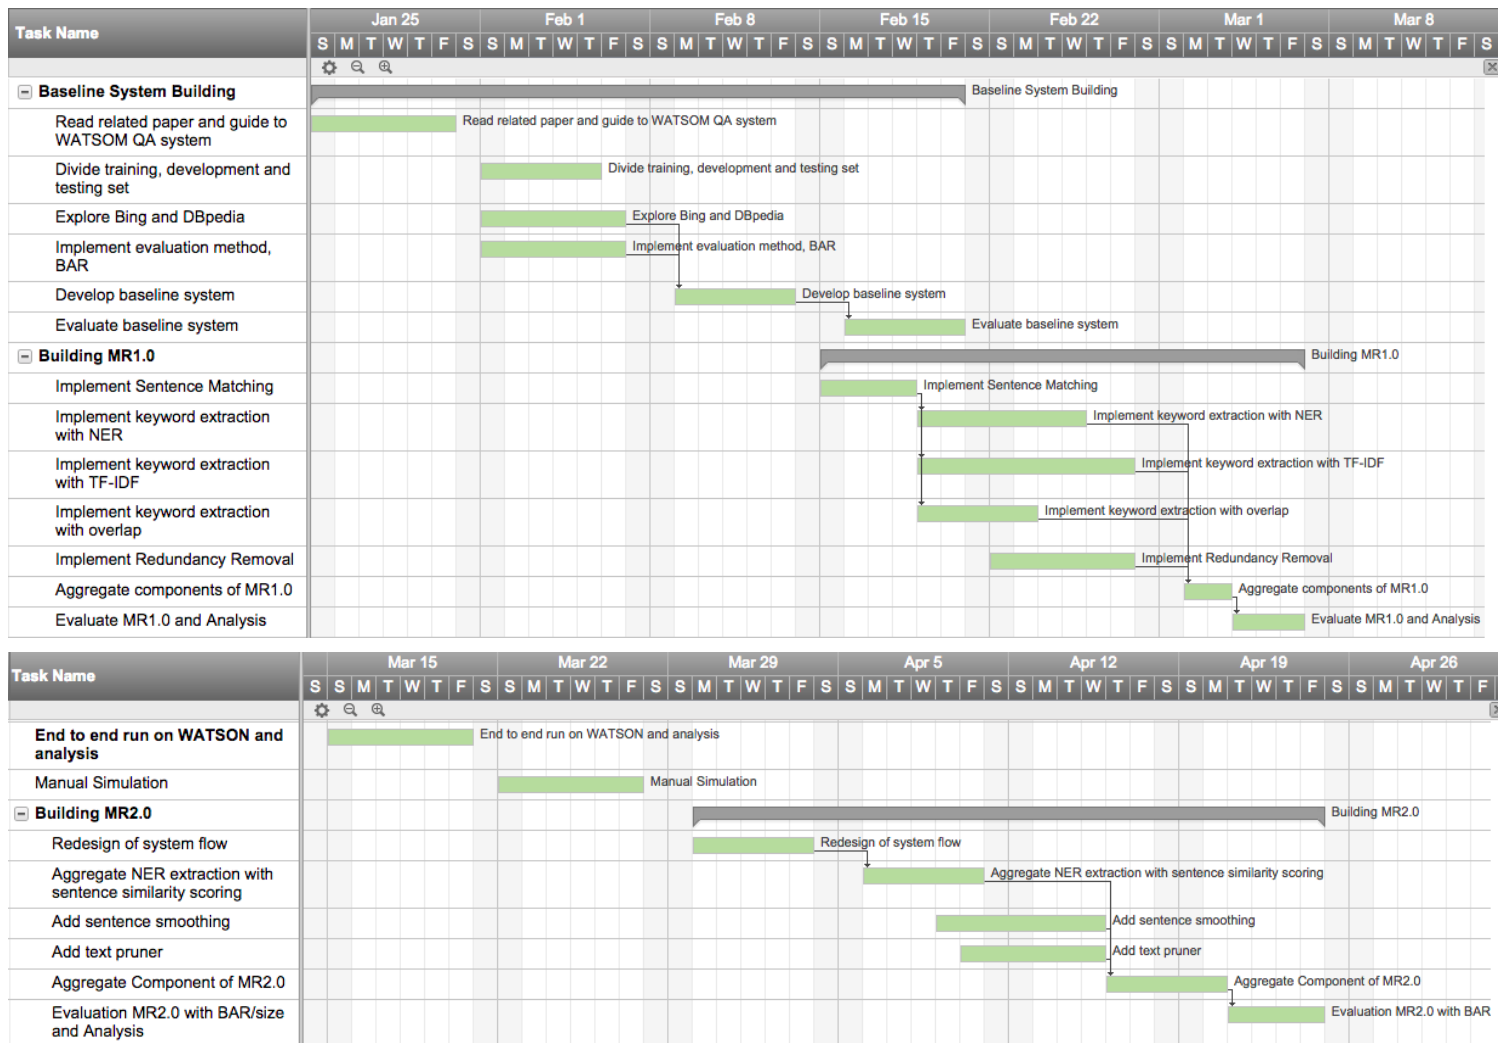 Task Name
Jan 25 Feb 1 Feb 8 Feb 15 Feb 22 Mar 1 Mar 8
S M T W T F S S M T W T F S S M T W T F S S M T W T F S S M T W T F S S M T W T F S S M T W T F S
Baseline System Building Baseline System Building
Read related paper and guide to
WATSOM QA system
Read related paper and guide to WATSOM QA system
Divide training, development and
testing set
Divide training, development and testing set
Explore Bing and DBpedia Explore Bing and DBpedia
Implement evaluation method,
BAR
Implement evaluation method, BAR
Develop baseline system Develop baseline system
Evaluate baseline system Evaluate baseline system
Building MR1.0 Building MR1.0
Implement Sentence Matching Implement Sentence Matching
Implement keyword extraction
with NER
Implement keyword extraction with NER
Implement keyword extraction
with TF-IDF
Implement keyword extraction with TF-IDF
Implement keyword extraction
with overlap
Implement keyword extraction with overlap
Implement Redundancy Removal Implement Redundancy Removal
Aggregate components of MR1.0 Aggregate components of MR1.0
Evaluate MR1.0 and Analysis Evaluate MR1.0 and Analysis
Task Name
Mar 15 Mar 22 Mar 29 Apr 5 Apr 12 Apr 19 Apr 26
S S M T W T F S S M T W T F S S M T W T F S S M T W T F S S M T W T F S S M T W T F S S M T W T F
End to end run on WATSON and
analysis
End to end run on WATSON and analysis
Manual Simulation Manual Simulation
Building MR2.0 Building MR2.0
Redesign of system flow Redesign of system flow
Aggregate NER extraction with
sentence similarity scoring
Aggregate NER extraction with sentence similarity scoring
Add sentence smoothing Add sentence smoothing
Add text pruner Add text pruner
Aggregate Component of MR2.0 Aggregate Component of MR2.0
Evaluation MR2.0 with BAR/size
and Analysis
Evaluation MR2.0 with BAR